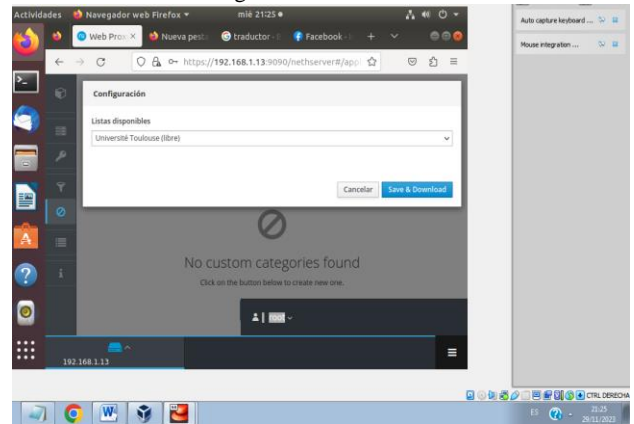 Actividades Navegador web Firefox mié 21:25
Web Pro Nueva pest traductor - Facebook -
https://192.168.1.13:9090/nethserver#/appl
Configuración
Listas disponibles
Université Toulouse (libre)
Cancelar Save & Download
No custom categories found
Click on the button below to create new one.
root
192.168.1.13
Auto capture keyboard ...
Mouse integration ...
CTRL DERECHA
ES 21:25
29/11/2023